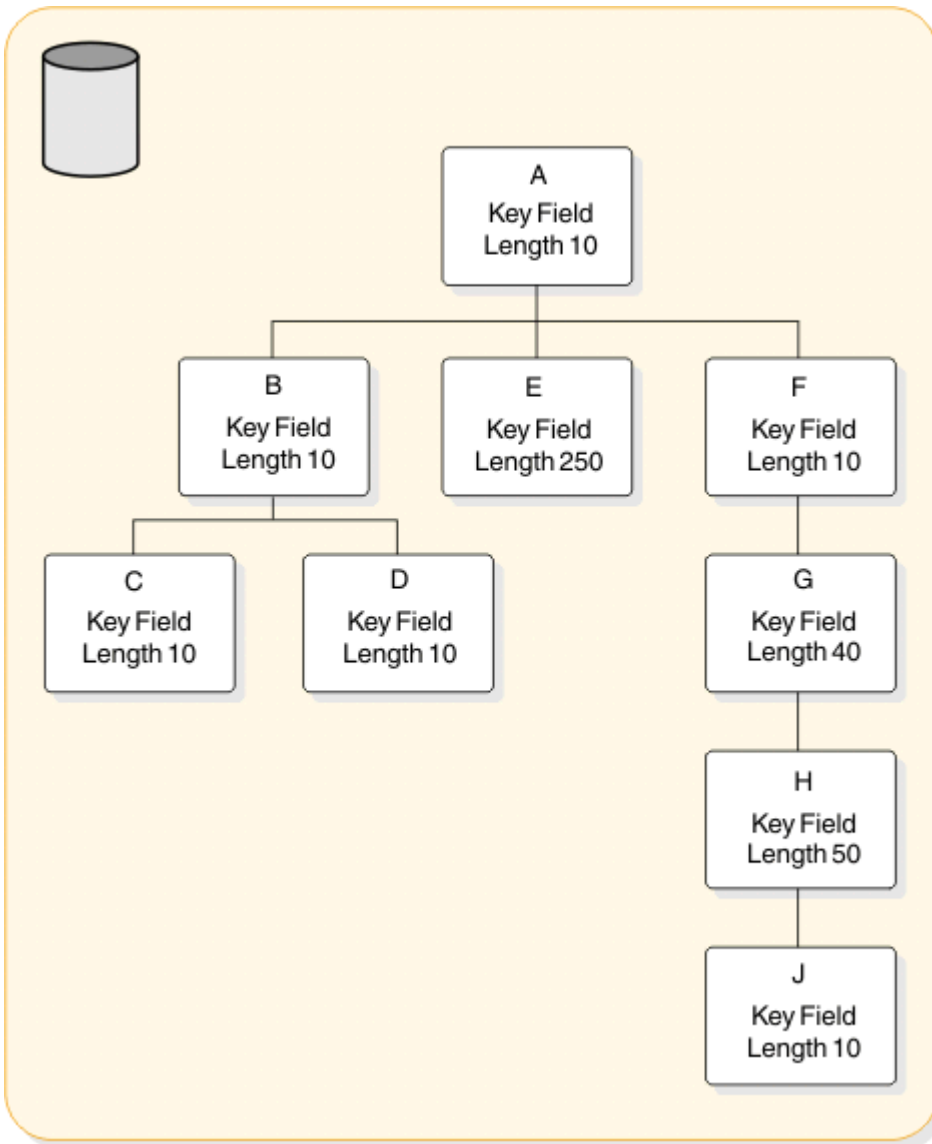 A
Key Field
Length 10
B
Key Field
Length 10
E
Key Field
Length 250
F
Key Field
Length 10
C
Key Field
Length 10
D
Key Field
Length 10
G
Key Field
Length 40
H
Key Field
Length 50
J
Key Field
Length 10